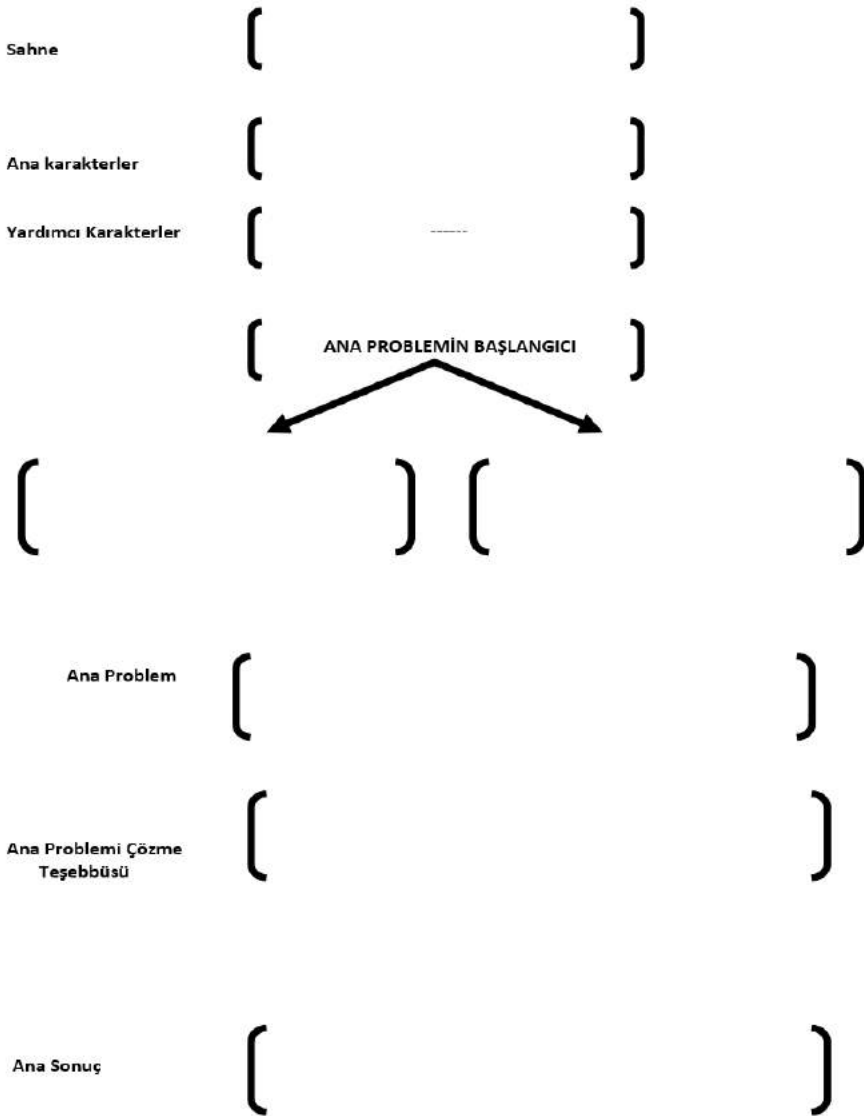 Sahne
Ana karakterler
Yardımcı Karakterler
------
ANA PROBLEMİN BAŞLANGICI
Ana Problem
Ana Problemi Çözme
Teşebbüsü
Ana Sonuç